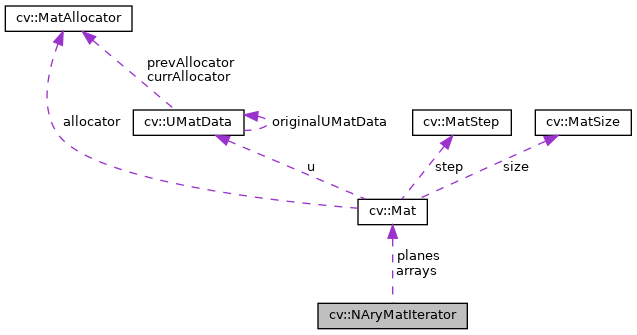 cv::MatAllocator
prevAllocator
currAllocator
allocator
cv::UMatData
originalUMatData
cv::MatStep
cv::MatSize
u
step
size
cv::Mat
planes
arrays
cv::NAryMatIterator